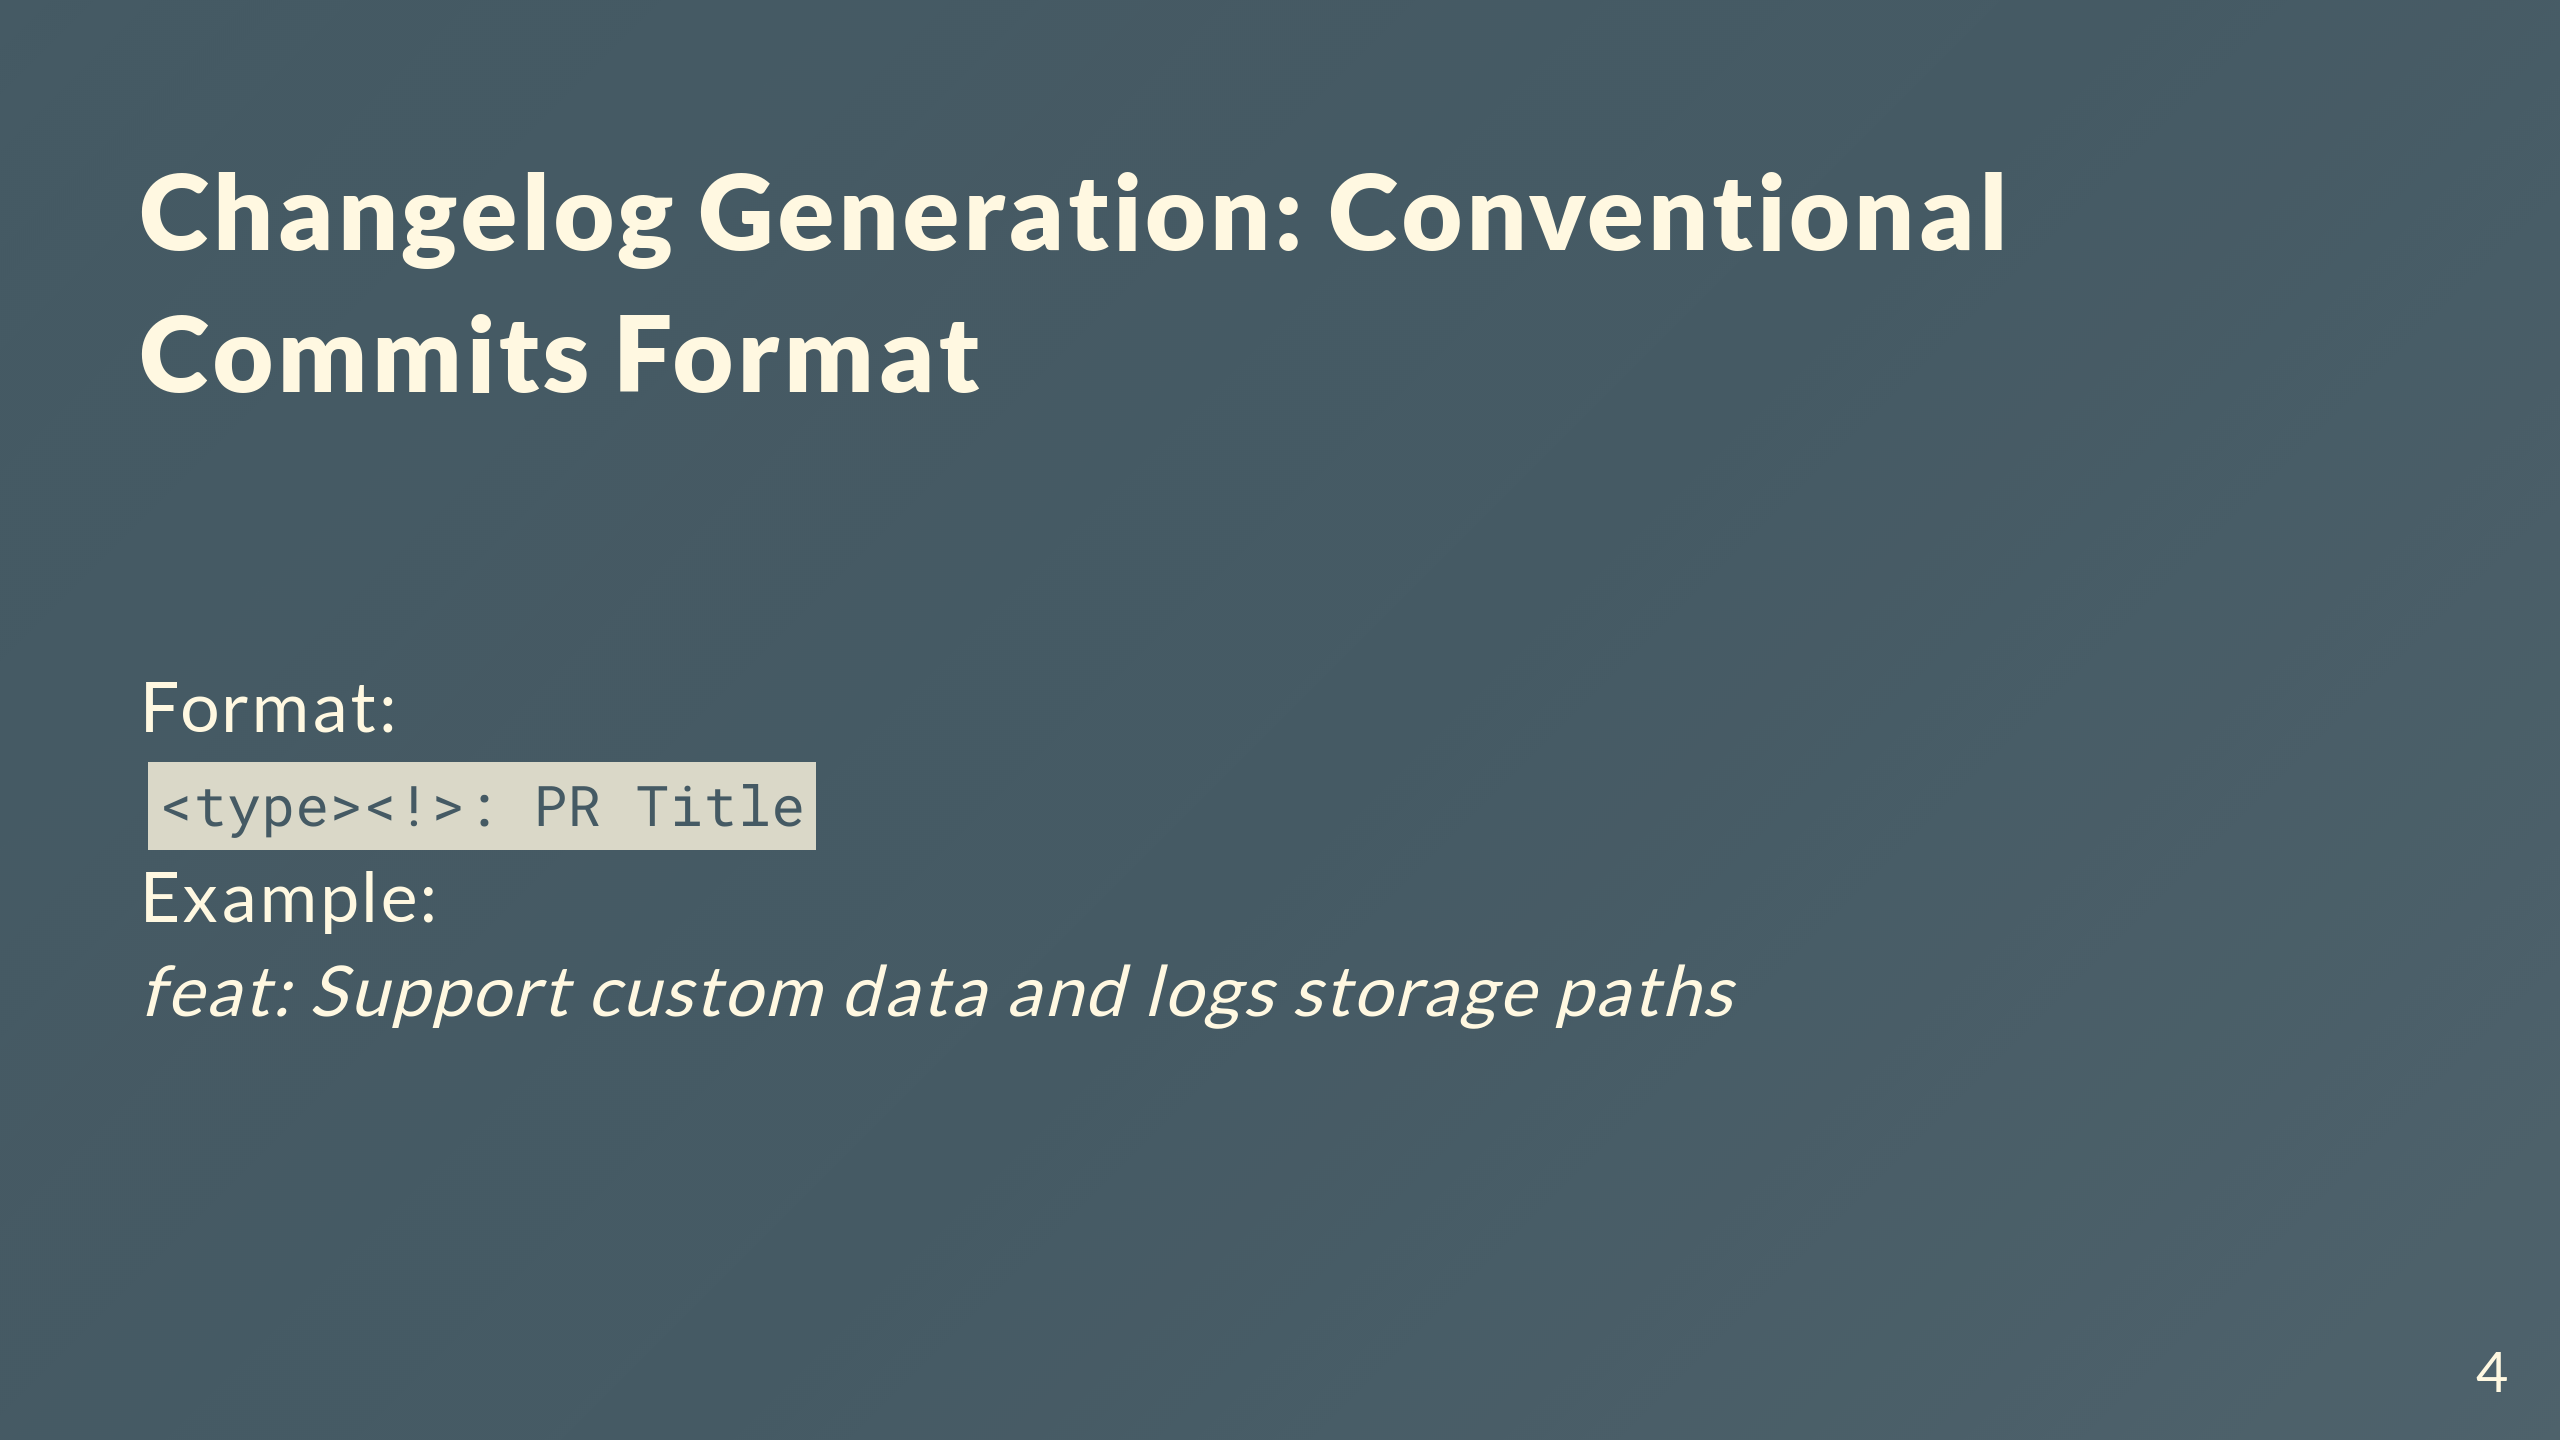 Changelog Generation: Conventional
Commits Format
Format:
<type><!>: PR Title
Example:
feat: Support custom data and logs storage paths
4